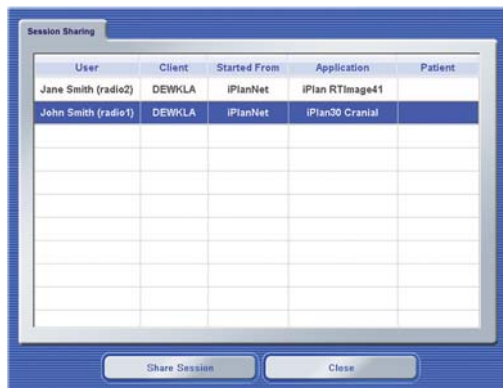 Session Sharing
User Client Started From Application Patient
Jane Smith (radio2) DEWKLA iPlanNet iPlan RTImage41
John Smith (radio1) DEWKLA iPlanNet iPlan30 Cranial
Share Session Close